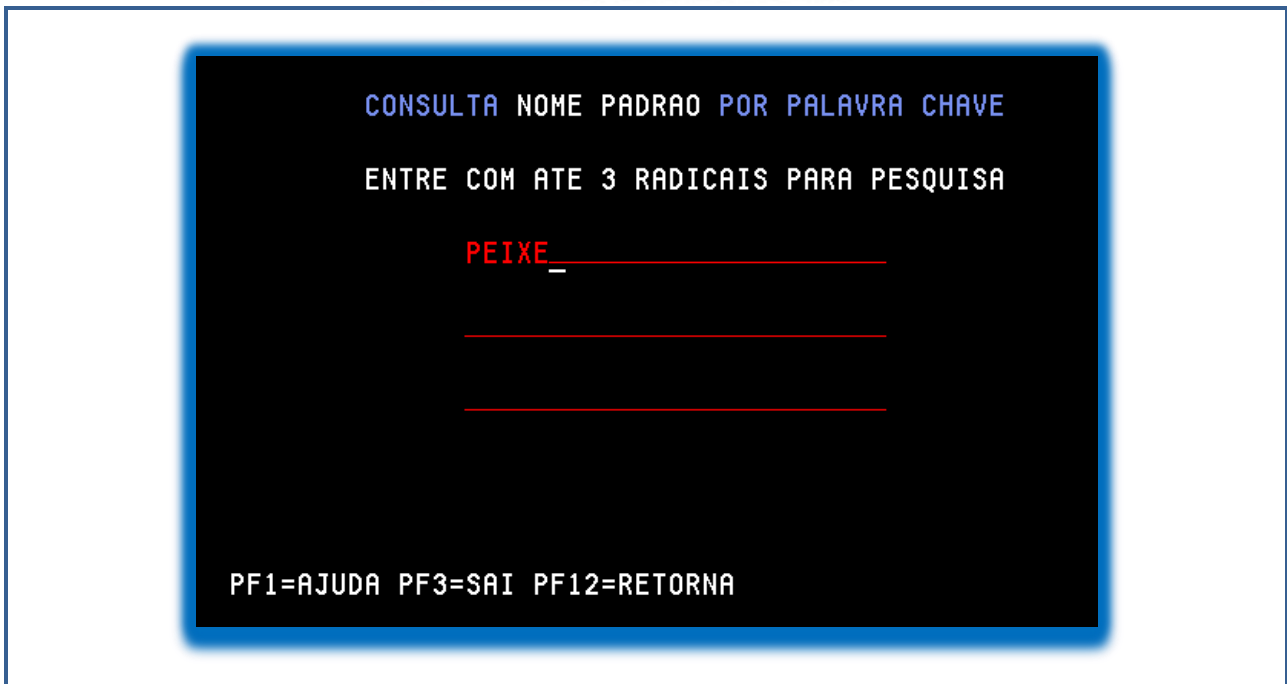 CONSULTA NOME PADRAO POR PALAVRA CHAVE
ENTRE COM ATE 3 RADICAIS PARA PESQUISA
PEIXE
PF1=AJUDA PF3=SAI PF12=RETORNA